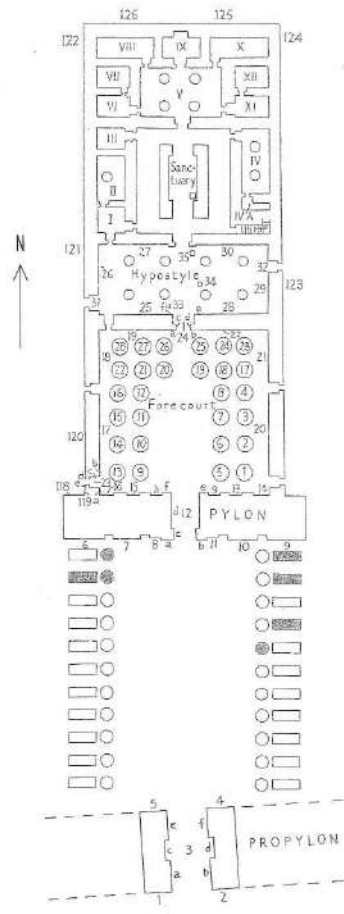 126 125
122 124
VIII IX X
VII XII
V
VI XI
III
Sanc-
tuary
IV
II
IVA
I
N
121
27 35 30
26 Hypostyle 32
34 123
37 29
25 33 28
c d
a b
19 24 22
28 27 26 25 24 23
18 21
22 21 20 19 18 17
16 12 8 4
Forecourt
15 11 7 3
17
120 20
14 10 6 2
13 9 5 1
118
119
16 15 f e 9 13 14
d 12 PYLON
c
6 7 8 a b 11 10 9
5 4
e f
c 3 d PROPYLON
a b
1 2